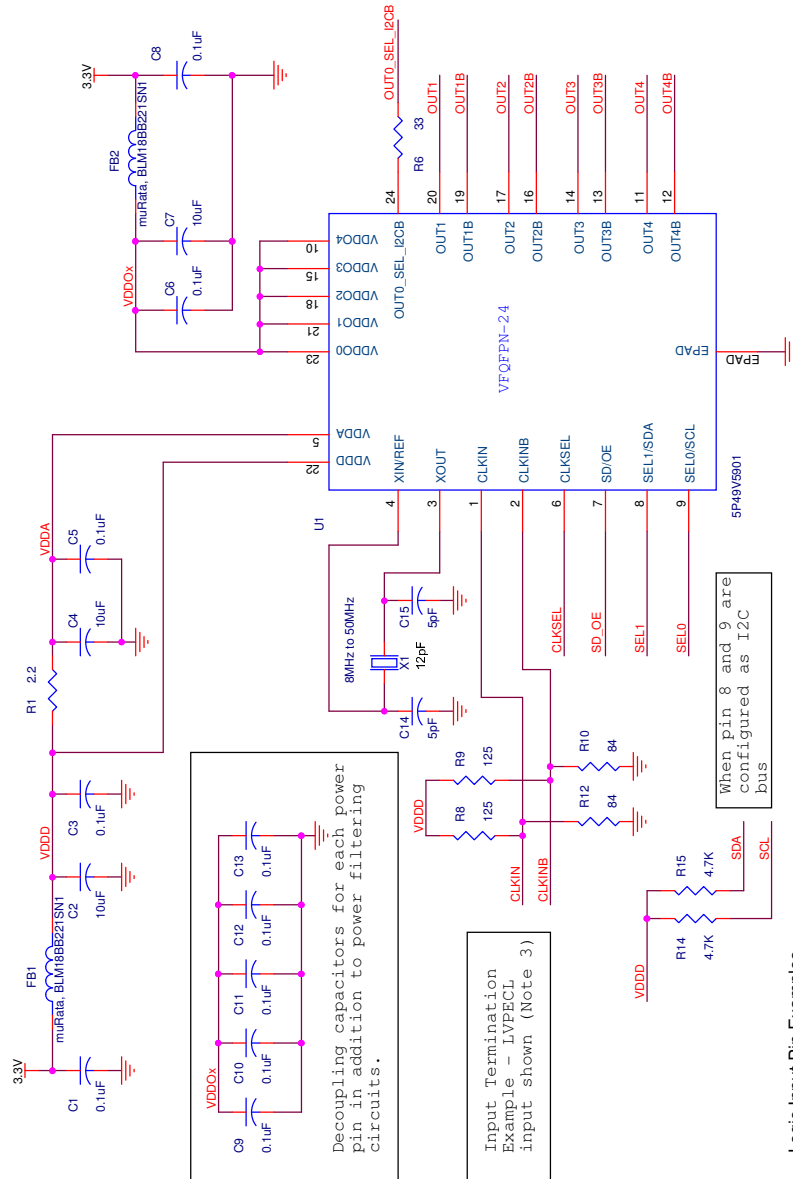 3.3V
FB1
muRata, BLM18BB221SN1
C1
0.1uF
C2
10uF
VDDD
C3
0.1uF
R1
2.2
C4
10uF
VDDA
C5
0.1uF
3.3V
FB2
muRata, BLM18BB221SN1
C8
0.1uF
C7
10uF
VDDOx
C6
0.1uF
VDDOx
C9
0.1uF
C10
0.1uF
C11
0.1uF
C12
0.1uF
C13
0.1uF
Decoupling capacitors for each power
pin in addition to power filtering
circuits.
8MHz to 50MHz
X1
12pF
C14
5pF
C15
5pF
U1
22
VDDD
5
VDDA
23
VDDO0
21
VDDO1
18
VDDO2
15
VDDO3
10
VDDO4
4
XIN/REF
3
XOUT
1
CLKIN
2
CLKINB
6
CLKSEL
7
SD/OE
8
SEL1/SDA
9
SEL0/SCL
VFQFPN-24
OUT0_SEL_I2CB
24
R6
33
OUT0_SEL_I2CB
OUT1
20
OUT1
OUT1B
19
OUT1B
OUT2
17
OUT2
OUT2B
16
OUT2B
OUT3
14
OUT3
OUT3B
13
OUT3B
OUT4
11
OUT4
OUT4B
12
OUT4B
EPAD
EPAD
5P49V5901
CLKSEL
SD_OE
SEL1
SEL0
Input Termination
Example - LVPECL
input shown (Note 3)
VDDD
R8
125
R9
125
CLKIN
CLKINB
R12
84
R10
84
VDDD
R14
4.7K
R15
4.7K
SDA
SCL
When pin 8 and 9 are
configured as I2C
bus
Logic Input Pin Examples